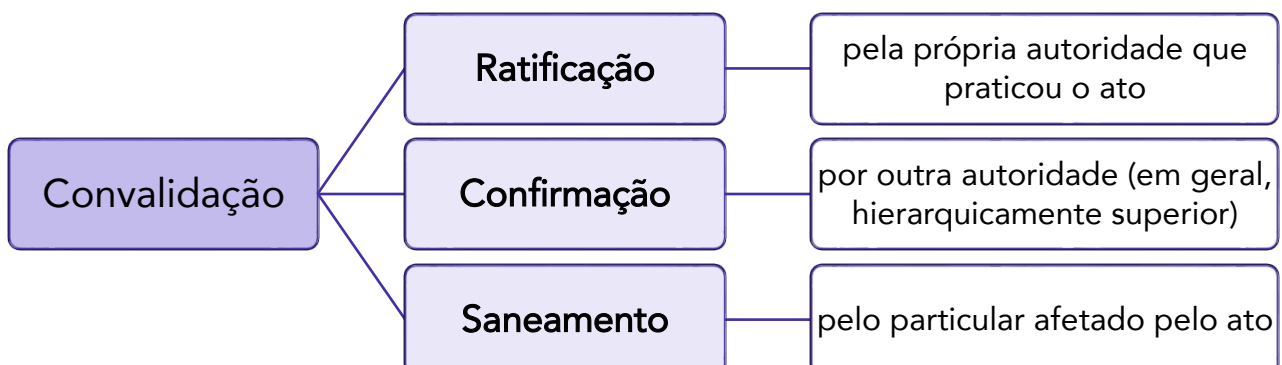 Convalidação
Ratificação
pela própria autoridade que
praticou o ato
Confirmação
por outra autoridade (em geral,
hierarquicamente superior)
Saneamento
pelo particular afetado pelo ato